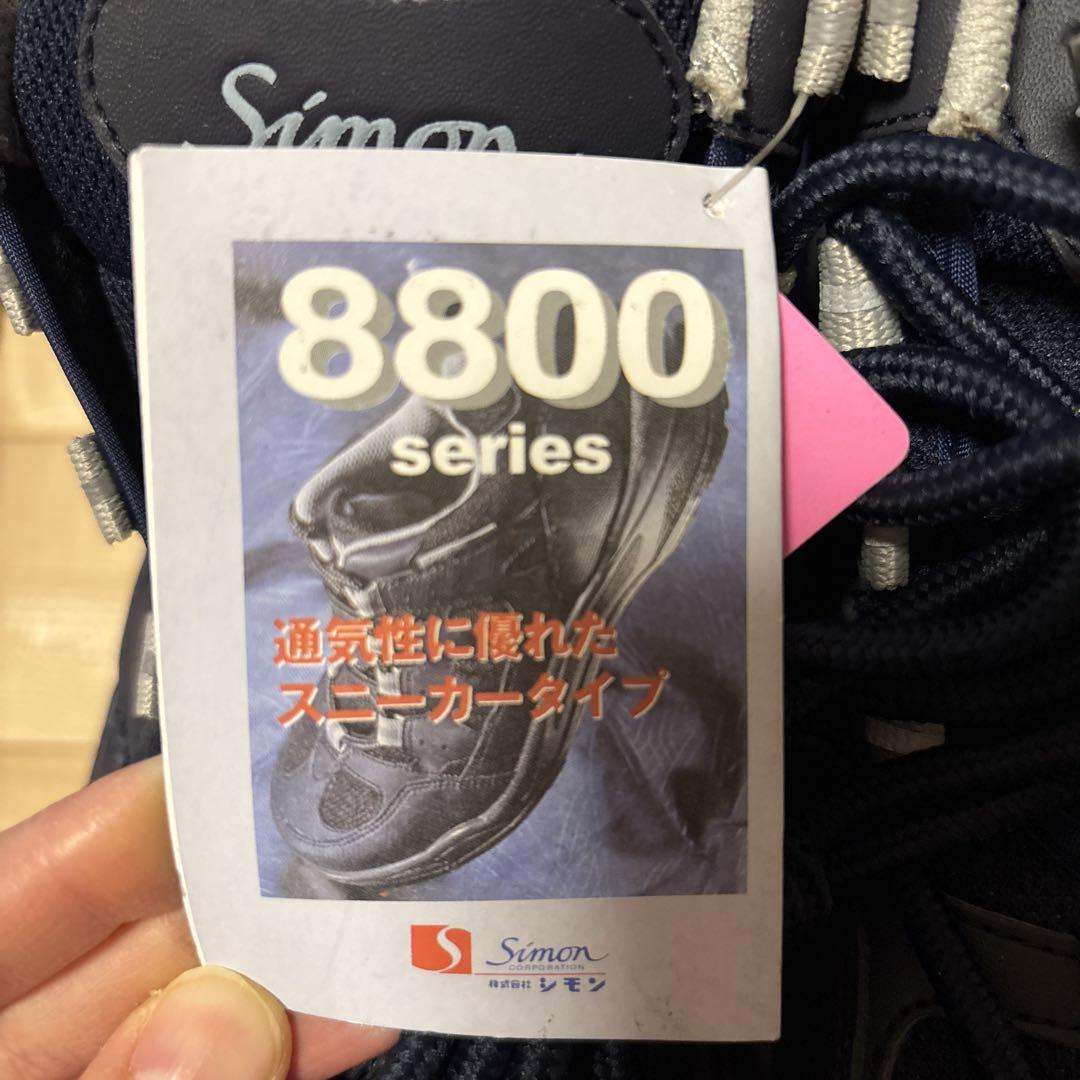 Simon
8800
series
通気性に優れた
スニーカータイプ
S Simon
CORPORATION
株式会社 シモン